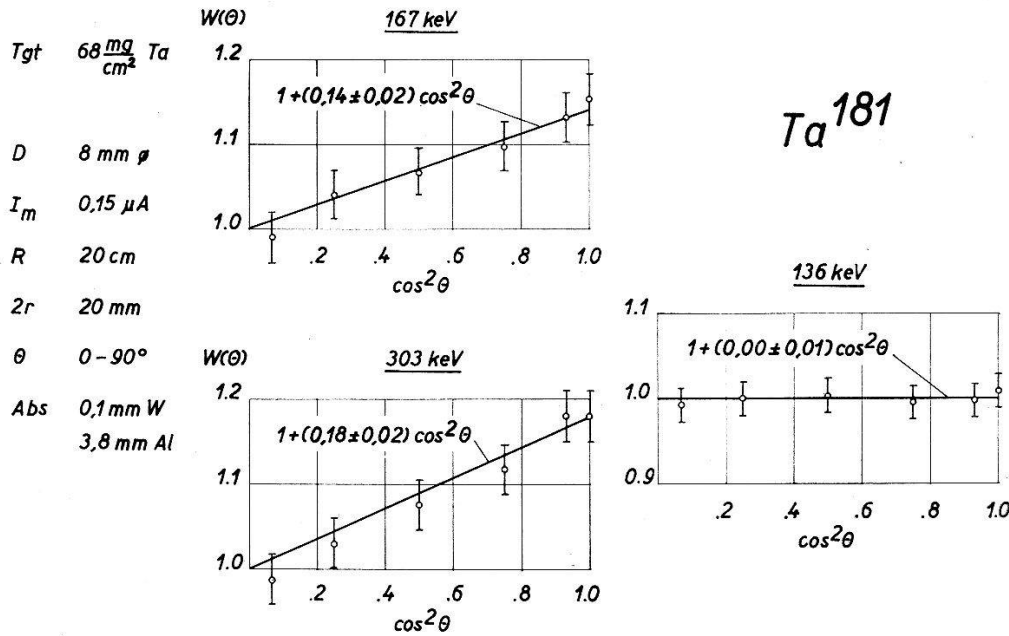 Tgt 68 mg/cm² Ta
D 8 mm ø
I_m 0,15 µA
R 20 cm
2r 20 mm
θ 0 – 90°
Abs 0,1 mm W
3,8 mm Al
W(θ) 167 keV
1.2
1+(0,14±0,02) cos²θ
1.1
1.0
.2 .4 .6 .8 1.0
cos²θ
W(θ) 303 keV
1.2
1+(0,18±0,02) cos²θ
1.1
1.0
.2 .4 .6 .8 1.0
cos²θ
Ta¹⁸¹
136 keV
1.1
1+(0,00±0,01) cos²θ
1.0
0.9
.2 .4 .6 .8 1.0
cos²θ